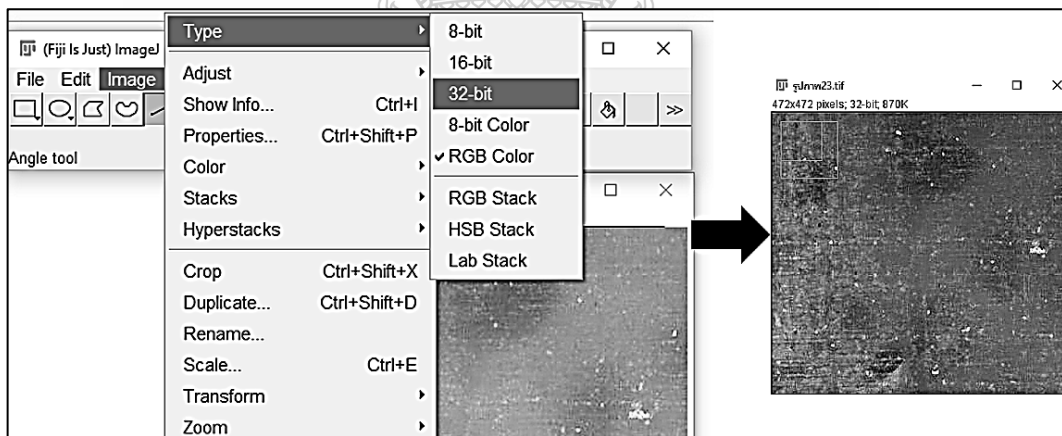 (Fiji Is Just) ImageJ
File Edit Image
>>
Angle tool
Type
Adjust
Show Info... Ctrl+I
Properties... Ctrl+Shift+P
Color
Stacks
Hyperstacks
Crop Ctrl+Shift+X
Duplicate... Ctrl+Shift+D
Rename...
Scale... Ctrl+E
Transform
Zoom
8-bit
16-bit
32-bit
8-bit Color
RGB Color
RGB Stack
HSB Stack
Lab Stack
รูปภาพ23.tif
472x472 pixels; 32-bit; 870K